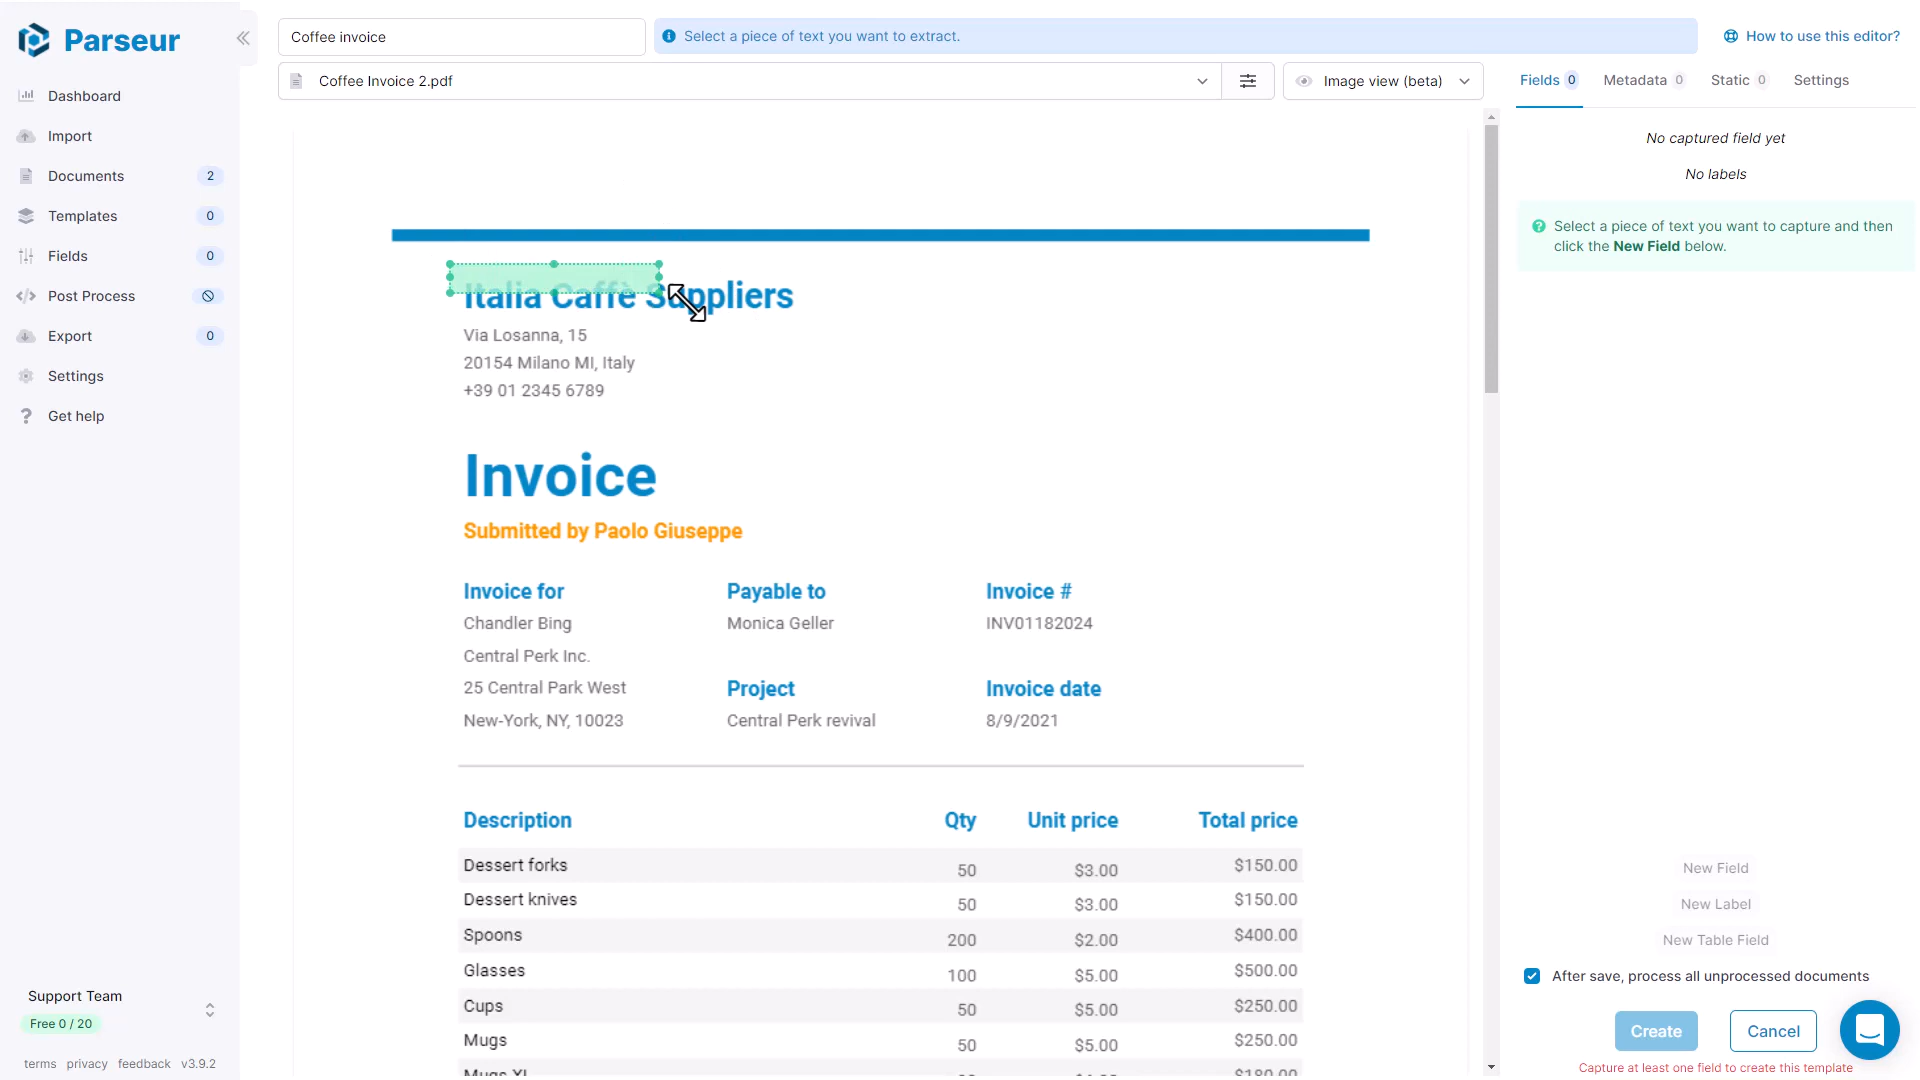 Parseur
Dashboard
Import
Documents 2
Templates 0
Fields 0
Post Process
Export 0
Settings
Get help
Support Team
Free 0 / 20
terms privacy feedback v3.9.2
Coffee invoice
Select a piece of text you want to extract.
How to use this editor?
Coffee Invoice 2.pdf
Image view (beta)
Fields 0 Metadata 0 Static 0 Settings
Italia Caffè Suppliers
Via Losanna, 15
20154 Milano MI, Italy
+39 01 2345 6789
Invoice
Submitted by Paolo Giuseppe
Invoice for Payable to Invoice #
Chandler Bing Monica Geller INV01182024
Central Perk Inc.
25 Central Park West Project Invoice date
New-York, NY, 10023 Central Perk revival 8/9/2021
Description Qty Unit price Total price
Dessert forks 50 $3.00 $150.00
Dessert knives 50 $3.00 $150.00
Spoons 200 $2.00 $400.00
Glasses 100 $5.00 $500.00
Cups 50 $5.00 $250.00
Mugs 50 $5.00 $250.00
Mugs XL $180.00
No captured field yet
No labels
Select a piece of text you want to capture and then
click the New Field below.
New Field
New Label
New Table Field
After save, process all unprocessed documents
Create Cancel
Capture at least one field to create this template